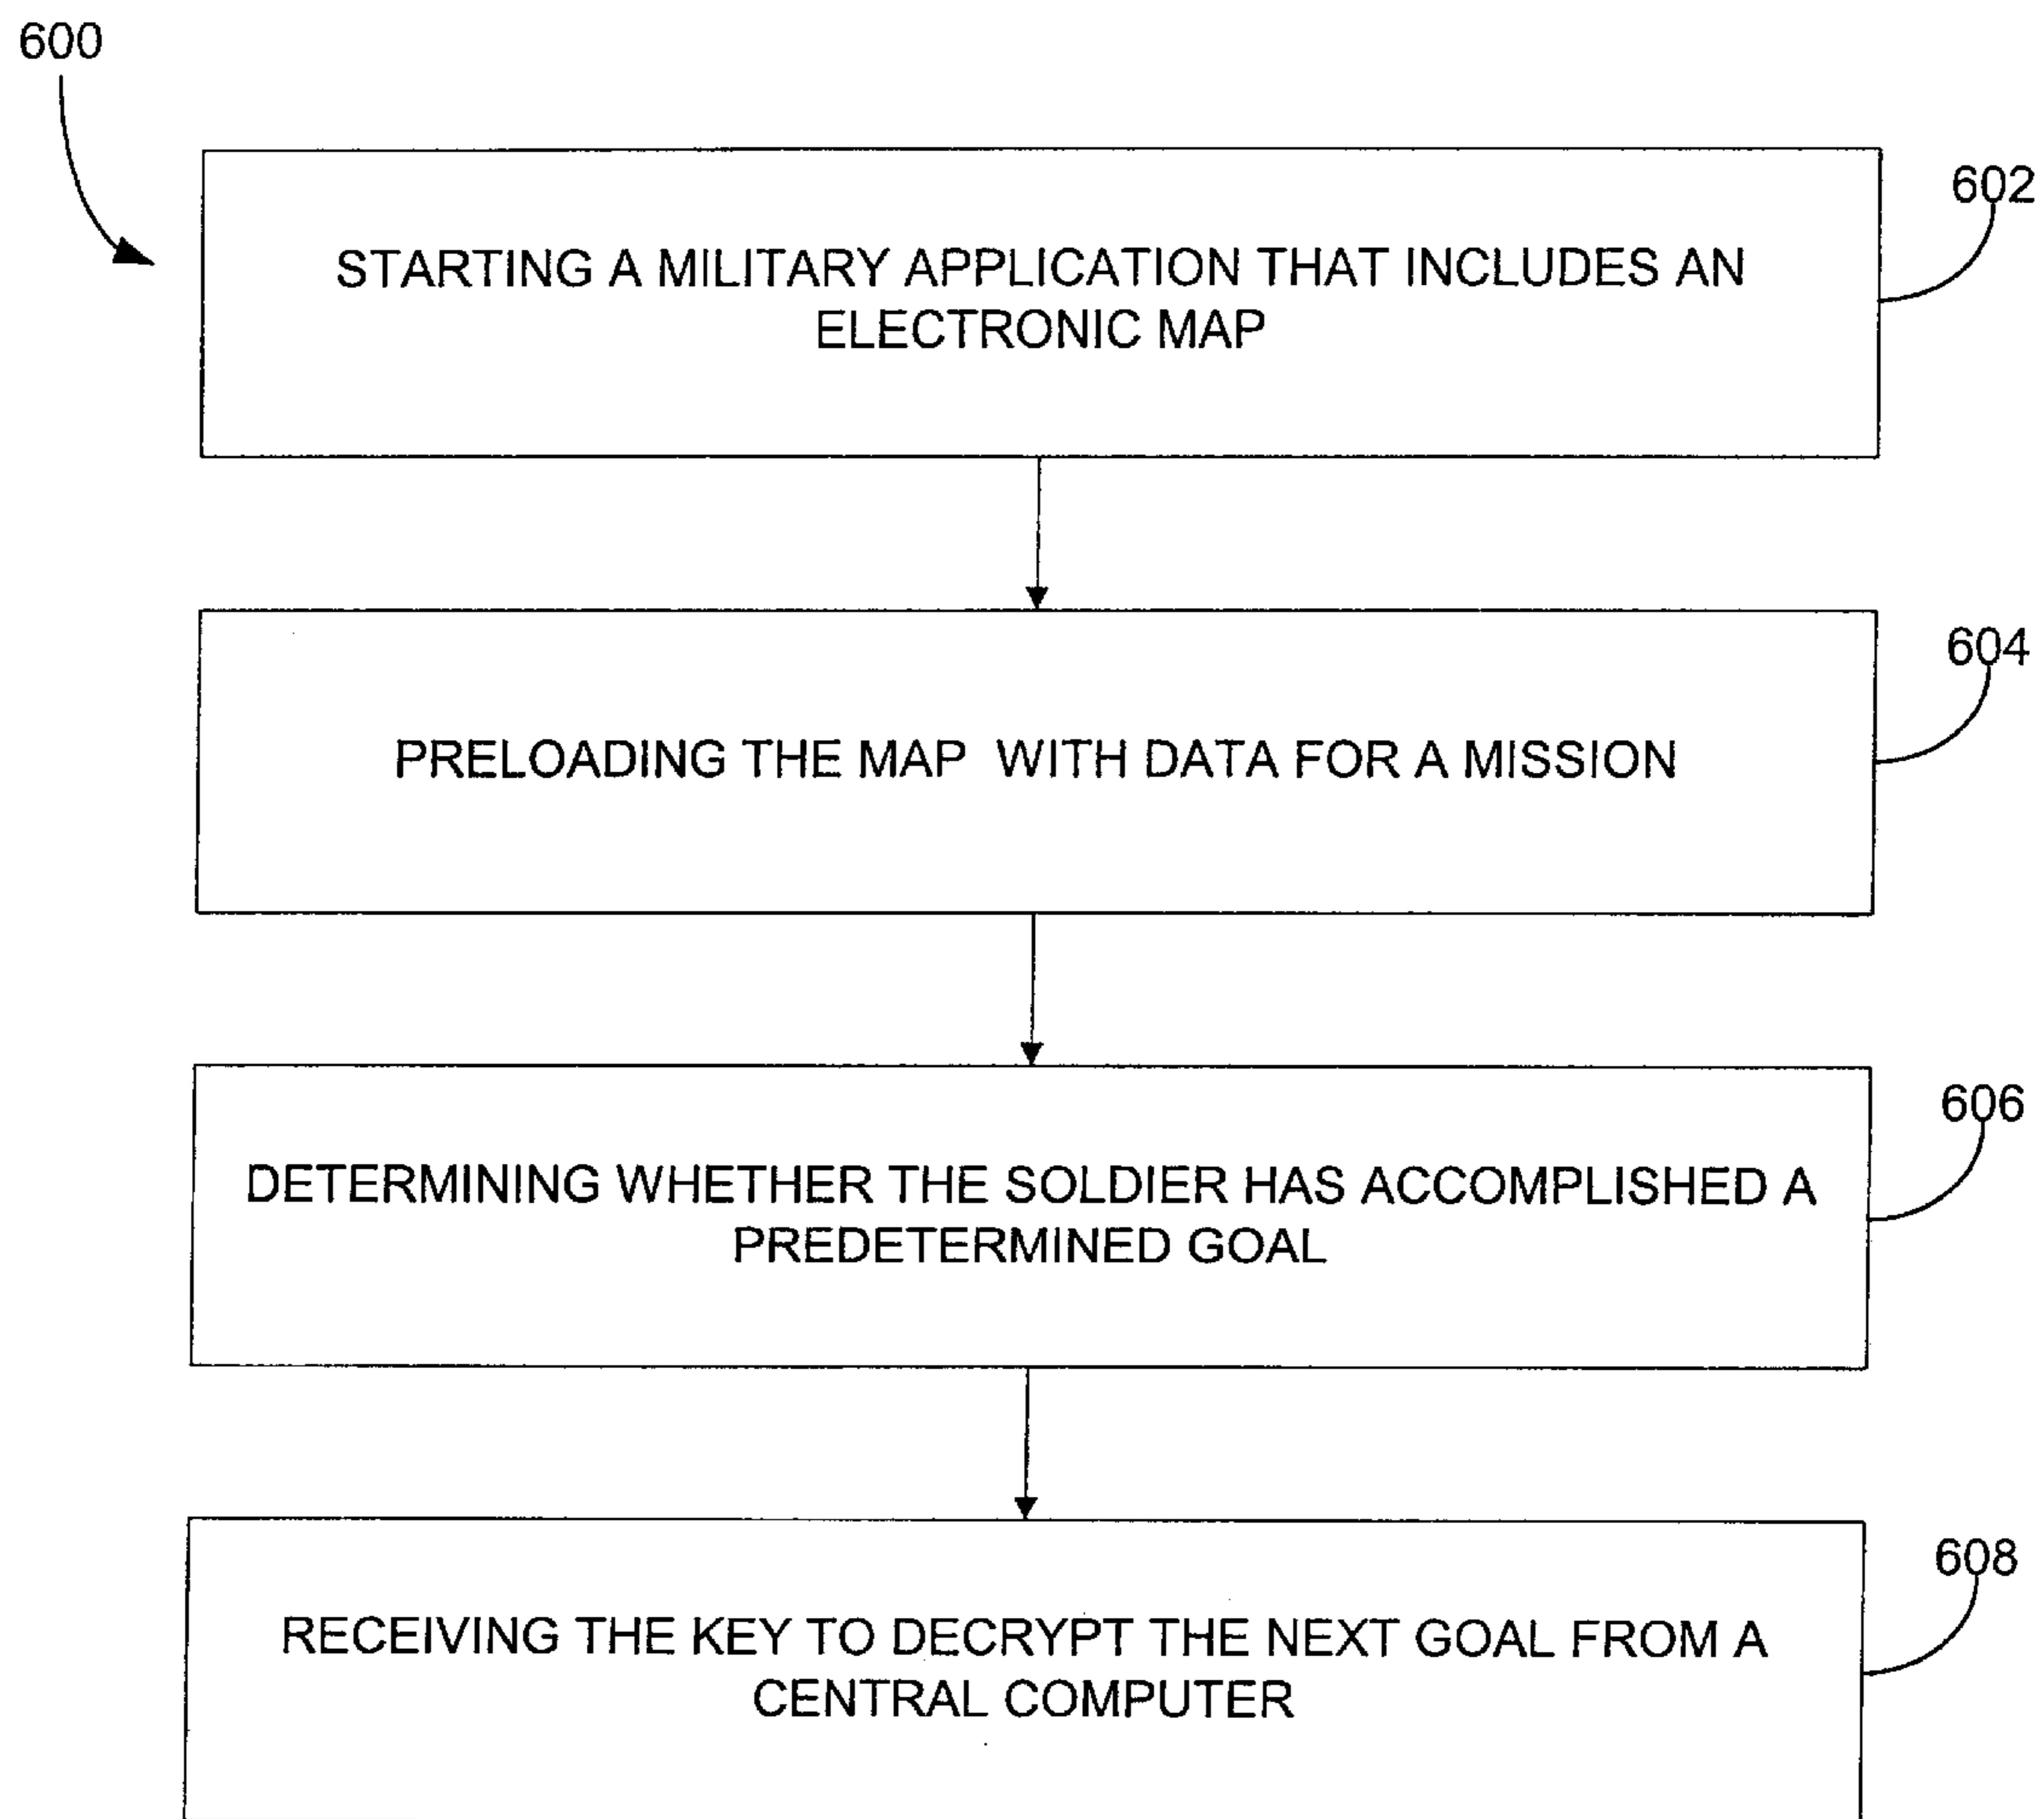 600
602
STARTING A MILITARY APPLICATION THAT INCLUDES AN
ELECTRONIC MAP
604
PRELOADING THE MAP WITH DATA FOR A MISSION
606
DETERMINING WHETHER THE SOLDIER HAS ACCOMPLISHED A
PREDETERMINED GOAL
608
RECEIVING THE KEY TO DECRYPT THE NEXT GOAL FROM A
CENTRAL COMPUTER